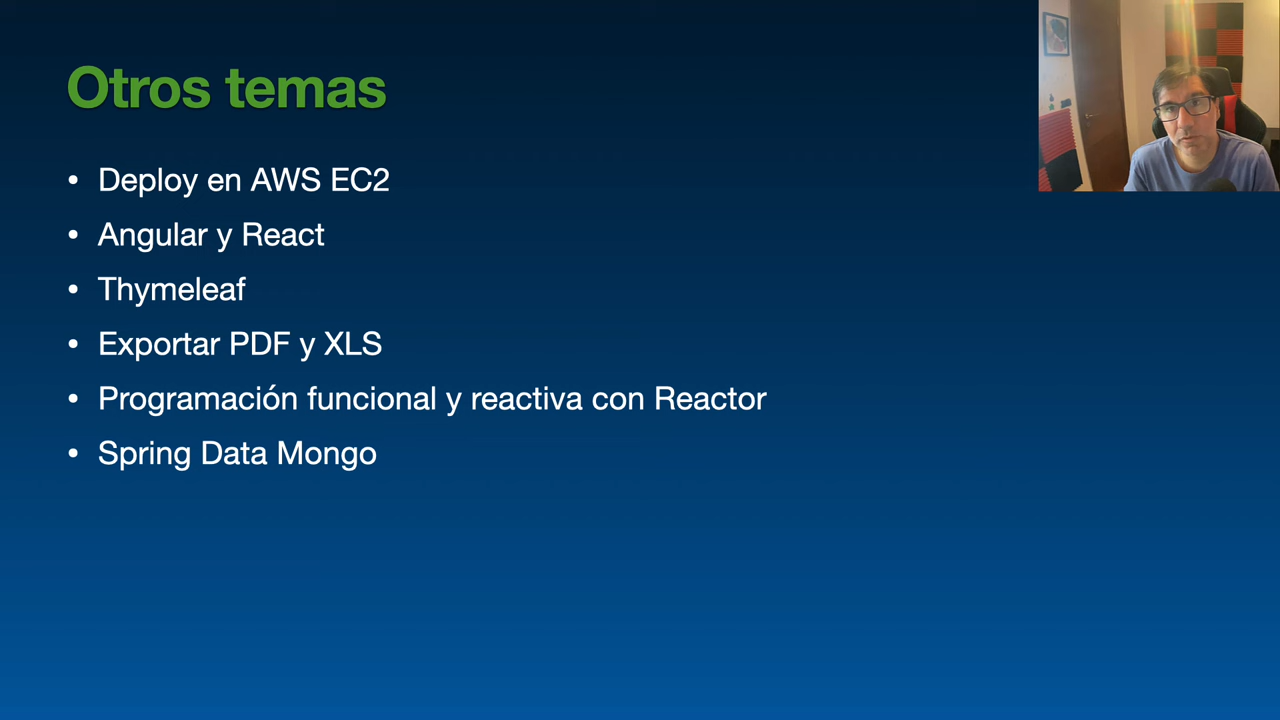 Otros temas
• Deploy en AWS EC2
• Angular y React
• Thymeleaf
• Exportar PDF y XLS
• Programación funcional y reactiva con Reactor
• Spring Data Mongo